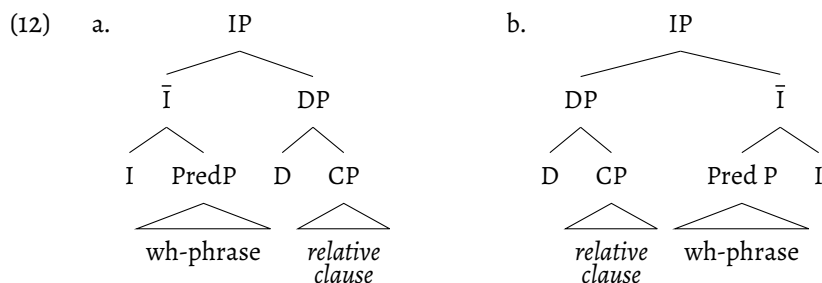 (12) a. IP b. IP
Ī DP DP Ī
I PredP D CP D CP Pred P I
wh-phrase relative clause relative clause wh-phrase